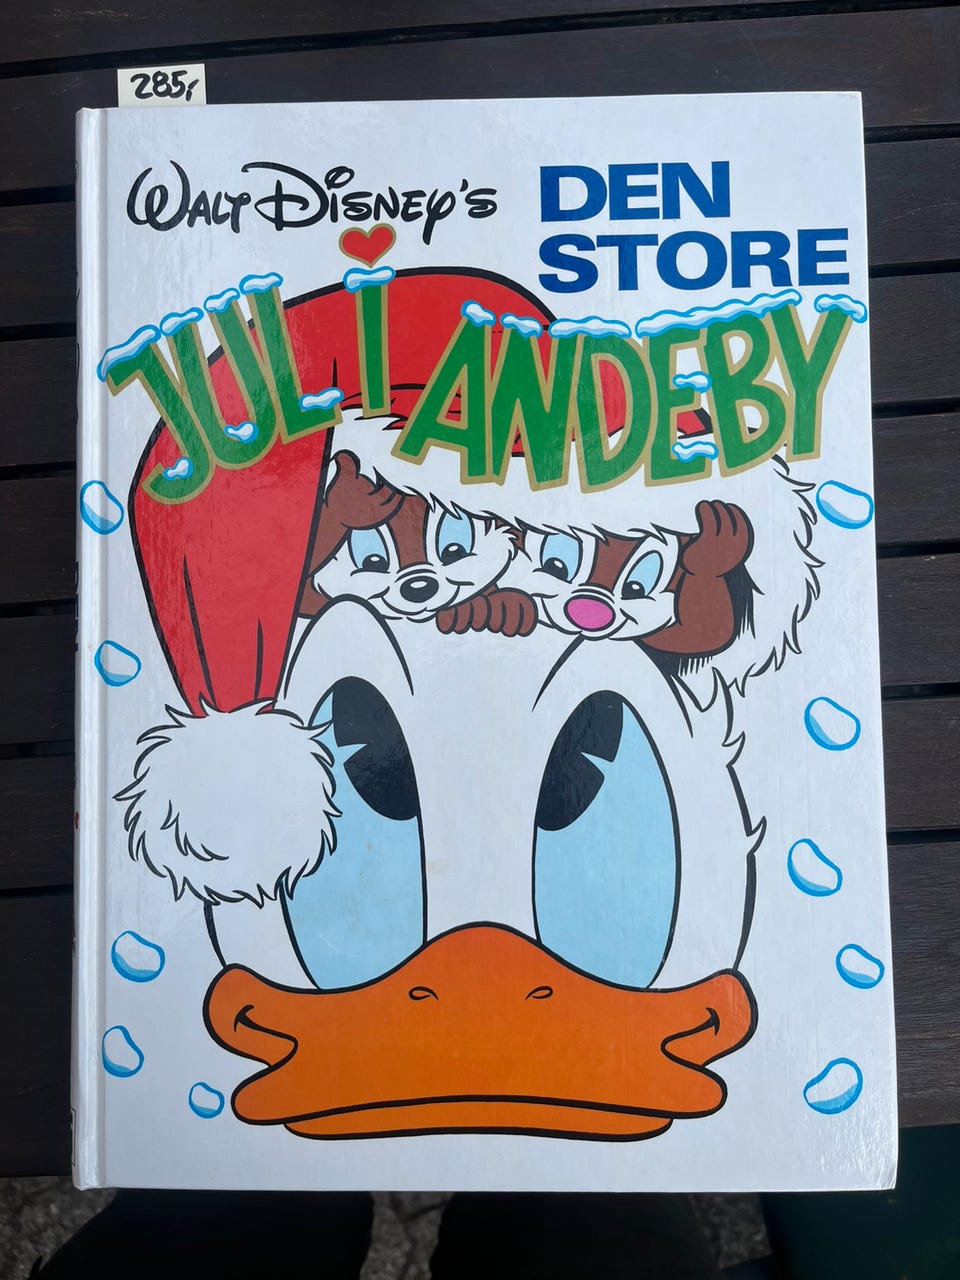 285,-
WALT DISNEY'S
DEN
STORE
JUL I ANDEBY